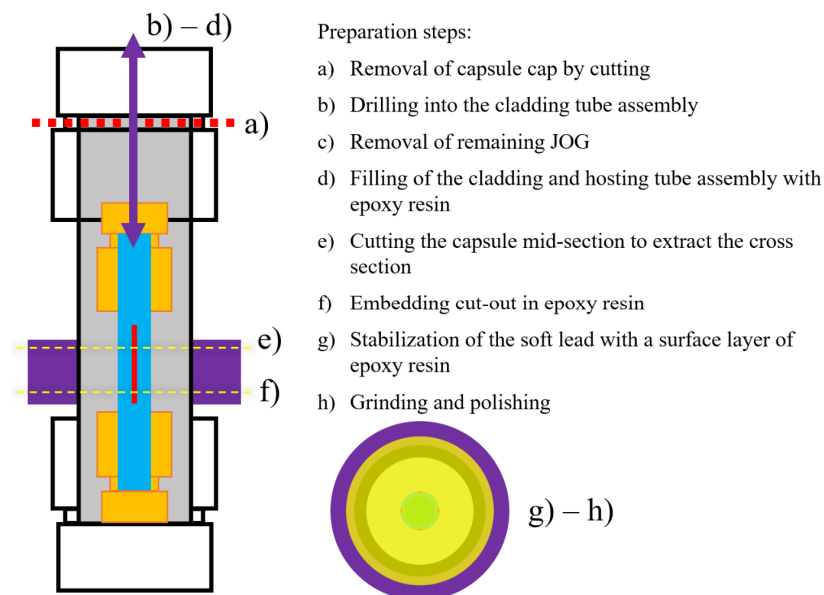 b) – d)
a)
e)
f)
Preparation steps:
a) Removal of capsule cap by cutting
b) Drilling into the cladding tube assembly
c) Removal of remaining JOG
d) Filling of the cladding and hosting tube assembly with
epoxy resin
e) Cutting the capsule mid-section to extract the cross
section
f) Embedding cut-out in epoxy resin
g) Stabilization of the soft lead with a surface layer of
epoxy resin
h) Grinding and polishing
g) – h)